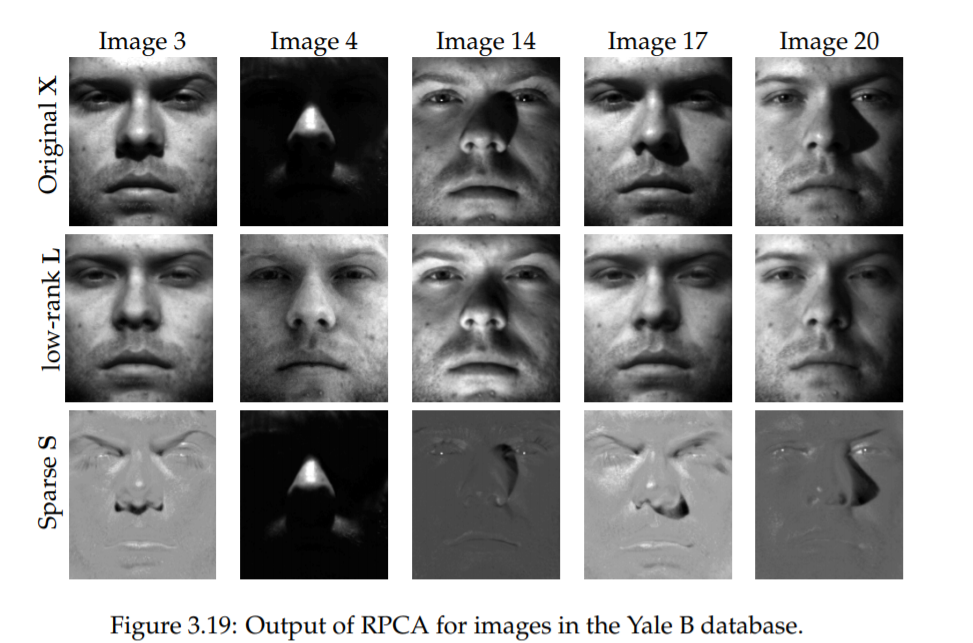 Image 3
Image 4
Image 14
Image 17
Image 20
Original X
low-rank L
Sparse S
Figure 3.19: Output of RPCA for images in the Yale B database.